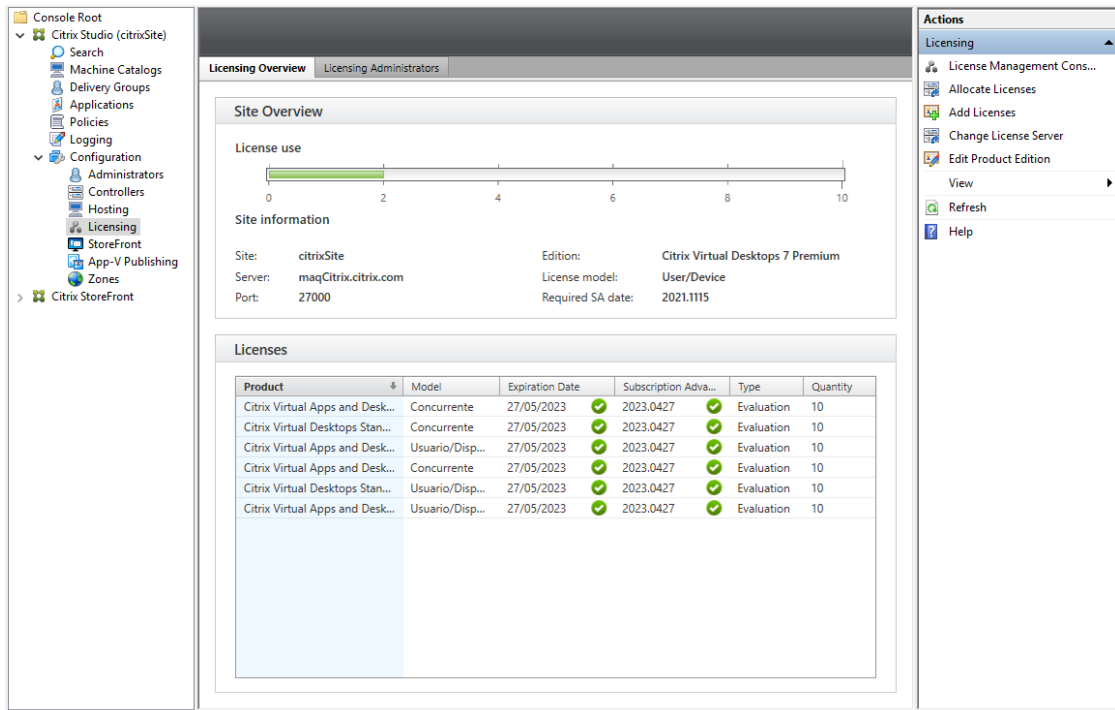 Console Root
Citrix Studio (citrixSite)
Search
Machine Catalogs
Delivery Groups
Applications
Policies
Logging
Configuration
Administrators
Controllers
Hosting
Licensing
StoreFront
App-V Publishing
Zones
Citrix StoreFront
Licensing Overview Licensing Administrators
Site Overview
License use
0 2 4 6 8 10
Site information
Site: citrixSite Edition: Citrix Virtual Desktops 7 Premium
Server: maqCitrix.citrix.com License model: User/Device
Port: 27000 Required SA date: 2021.1115
Licenses
Product Model Expiration Date Subscription Adva... Type Quantity
Citrix Virtual Apps and Desk... Concurrente 27/05/2023 2023.0427 Evaluation 10
Citrix Virtual Desktops Stan... Concurrente 27/05/2023 2023.0427 Evaluation 10
Citrix Virtual Apps and Desk... Usuario/Disp... 27/05/2023 2023.0427 Evaluation 10
Citrix Virtual Apps and Desk... Concurrente 27/05/2023 2023.0427 Evaluation 10
Citrix Virtual Desktops Stan... Usuario/Disp... 27/05/2023 2023.0427 Evaluation 10
Citrix Virtual Apps and Desk... Usuario/Disp... 27/05/2023 2023.0427 Evaluation 10
Actions
Licensing
License Management Cons...
Allocate Licenses
Add Licenses
Change License Server
Edit Product Edition
View
Refresh
Help